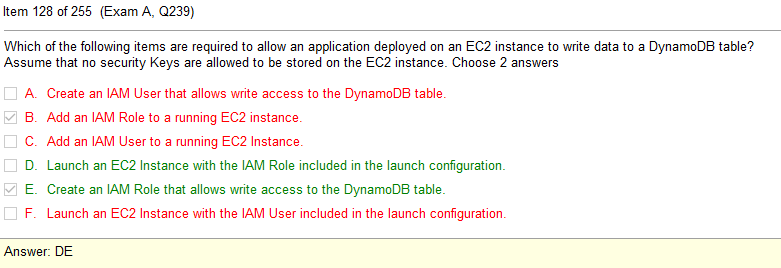 Item 128 of 255 (Exam A, Q239)
Which of the following items are required to allow an application deployed on an EC2 instance to write data to a DynamoDB table?
Assume that no security Keys are allowed to be stored on the EC2 instance. Choose 2 answers
A. Create an IAM User that allows write access to the DynamoDB table.
B. Add an IAM Role to a running EC2 instance.
C. Add an IAM User to a running EC2 Instance.
D. Launch an EC2 Instance with the IAM Role included in the launch configuration.
E. Create an IAM Role that allows write access to the DynamoDB table.
F. Launch an EC2 Instance with the IAM User included in the launch configuration.
Answer: DE